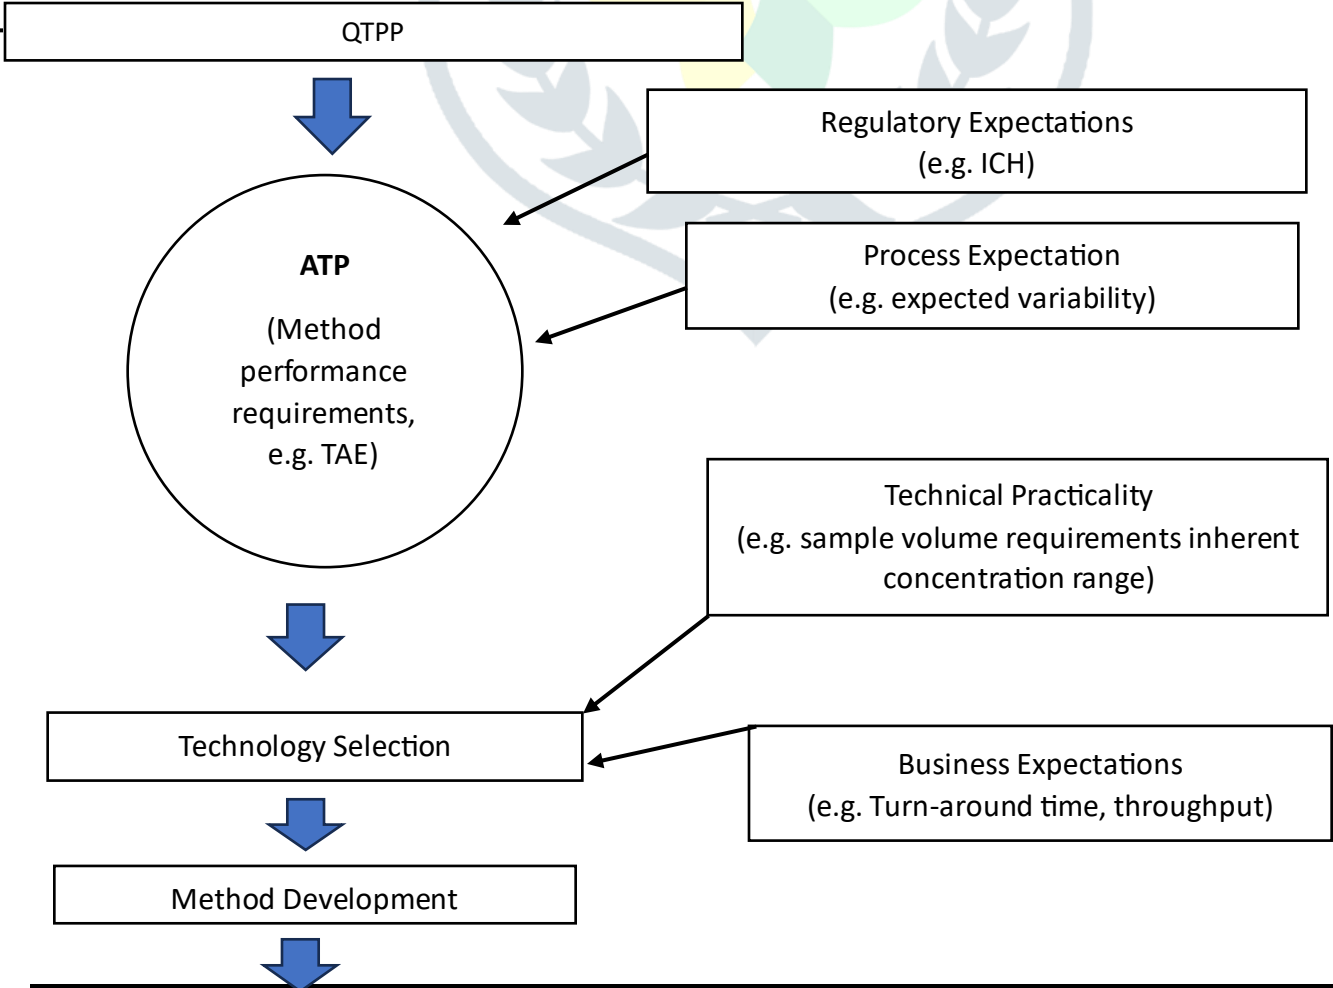 QTPP
Regulatory Expectations
(e.g. ICH)
Process Expectation
(e.g. expected variability)
ATP
(Method
performance
requirements,
e.g. TAE)
Technical Practicality
(e.g. sample volume requirements inherent
concentration range)
Technology Selection
Business Expectations
(e.g. Turn-around time, throughput)
Method Development